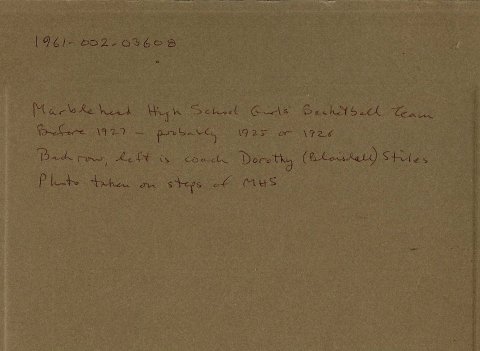 1961-002-03608
Marblehead High School Girls' Basketball Team
Before 1927 - probably 1925 or 1926
Back row, left is coach Dorothy (Blaisdell) Stiles
Photo taken on steps of MHS